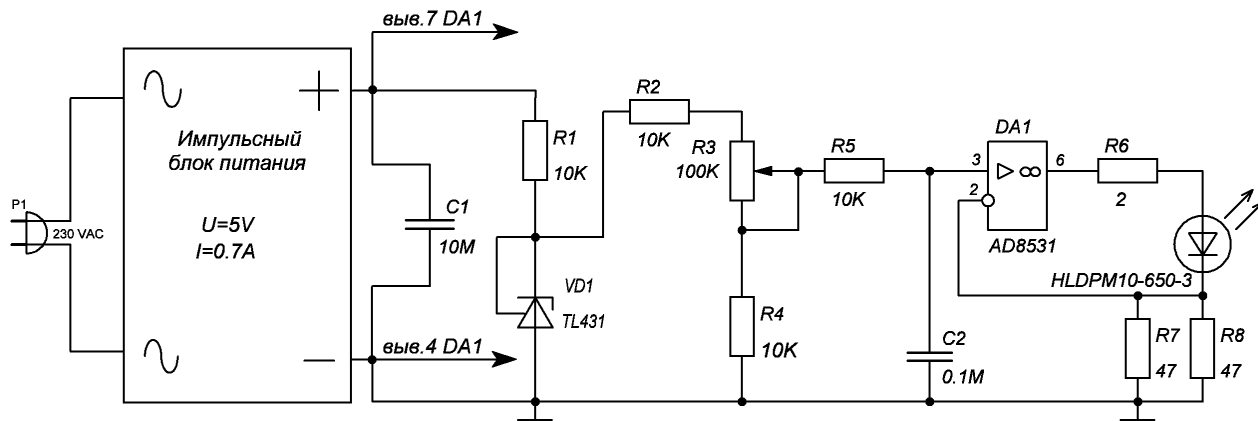 выв.7 DA1
Импульсный
блок питания
U=5V
I=0.7A
P1
230 VAC
C1
10M
выв.4 DA1
R1
10K
VD1
TL431
R2
10K
R3
100K
R4
10K
R5
10K
C2
0.1M
DA1
3
2
6
AD8531
R6
2
HLDPM10-650-3
R7
47
R8
47